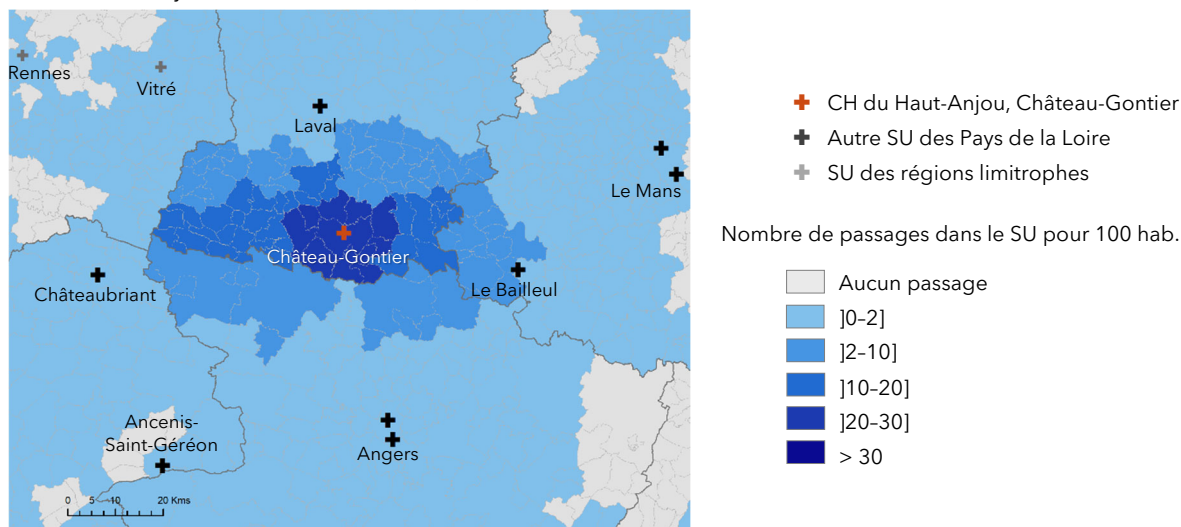 Rennes
Vitré
Laval
Le Mans
Château-Gontier
Châteaubriant
Le Bailleul
Ancenis-
Saint-Géréon
Angers
0 5 10 20 Kms
CH du Haut-Anjou, Château-Gontier
Autre SU des Pays de la Loire
SU des régions limitrophes
Nombre de passages dans le SU pour 100 hab.
Aucun passage
]0–2]
]2–10]
]10–20]
]20–30]
> 30